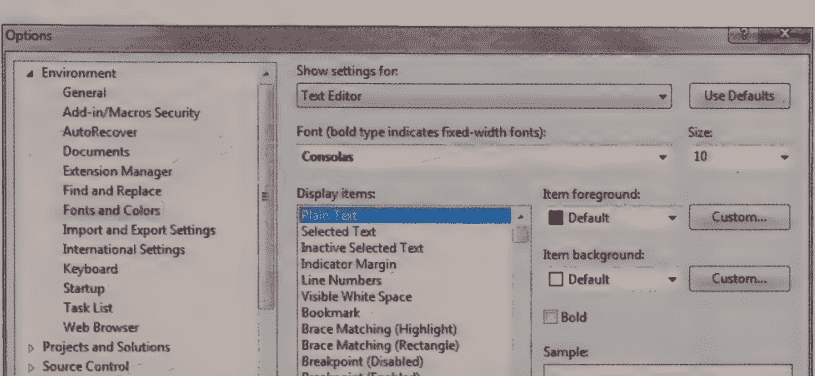 Options
Environment
General
Add-in/Macros Security
AutoRecover
Documents
Extension Manager
Find and Replace
Fonts and Colors
Import and Export Settings
International Settings
Keyboard
Startup
Task List
Web Browser
Projects and Solutions
Source Control
Show settings for:
Text Editor
Use Defaults
Font (bold type indicates fixed-width fonts):
Size:
Consolas
10
Display items:
Plain Text
Selected Text
Inactive Selected Text
Indicator Margin
Line Numbers
Visible White Space
Bookmark
Brace Matching (Highlight)
Brace Matching (Rectangle)
Breakpoint (Disabled)
Breakpoint (Enabled)
Item foreground:
Default
Custom...
Item background:
Default
Custom...
Bold
Sample: